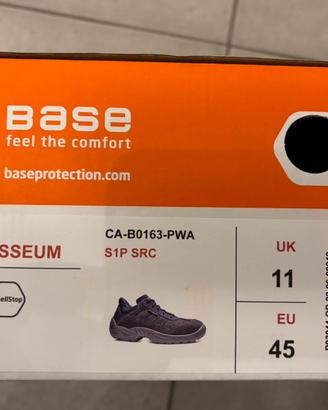 Base
feel the comfort
baseprotection.com
CA-B0163-PWA
SSEUM
S1P SRC
UK
11
EU
45